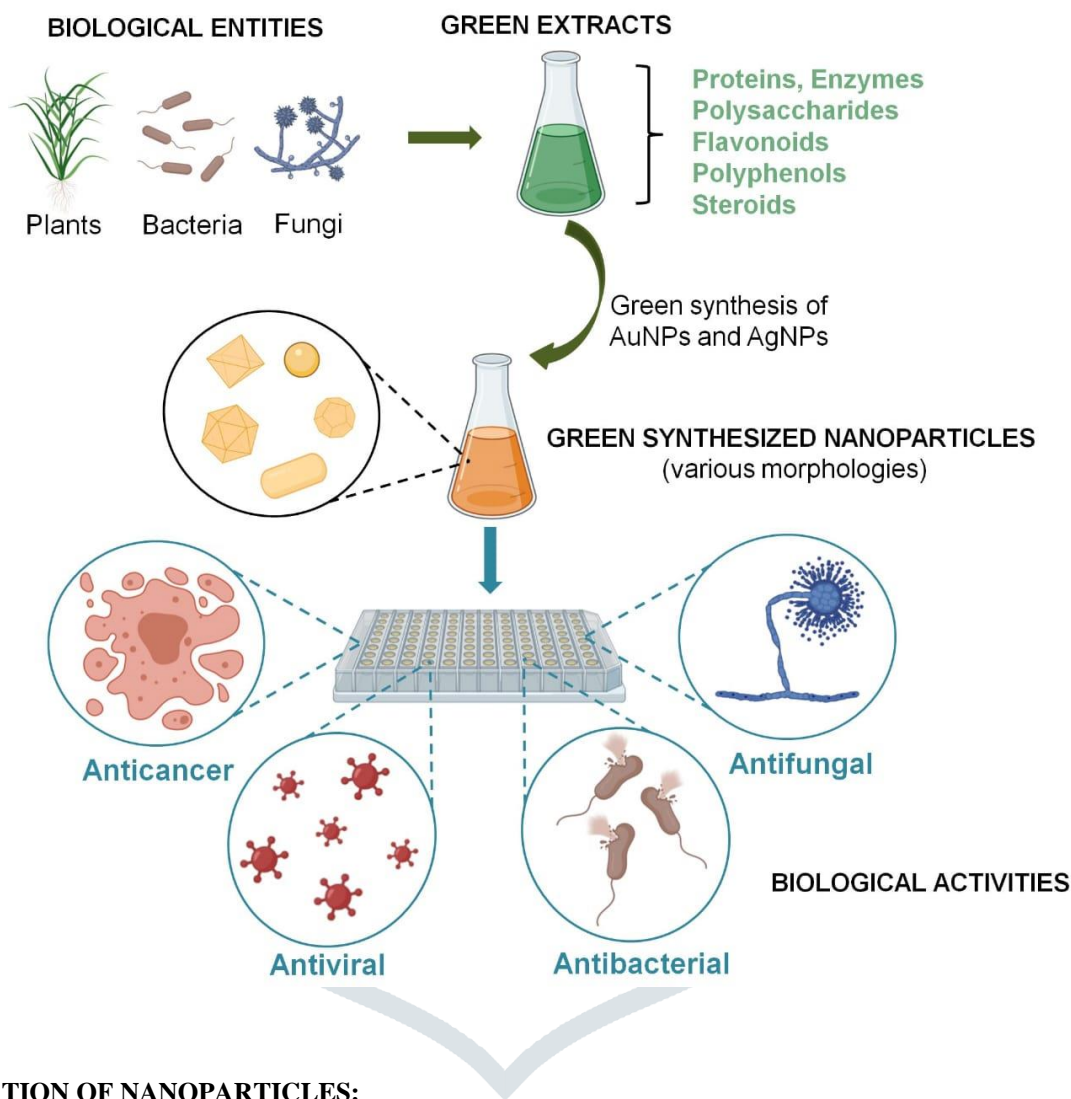 BIOLOGICAL ENTITIES
GREEN EXTRACTS
Plants
Bacteria
Fungi
Proteins, Enzymes
Polysaccharides
Flavonoids
Polyphenols
Steroids
Green synthesis of
AuNPs and AgNPs
GREEN SYNTHESIZED NANOPARTICLES
(various morphologies)
Anticancer
Antiviral
Antibacterial
Antifungal
BIOLOGICAL ACTIVITIES
TION OF NANOPARTICLES: